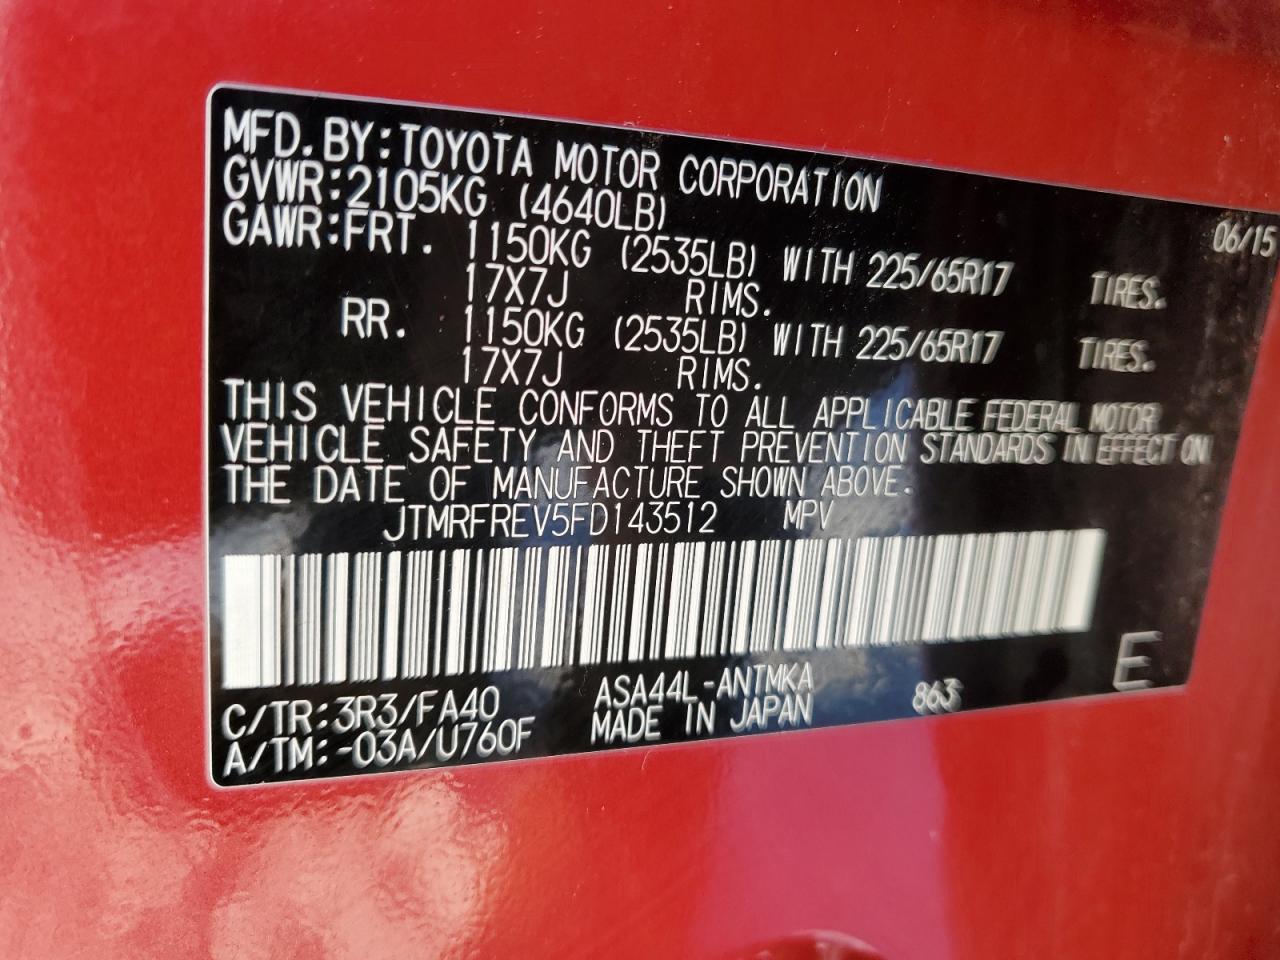 MFD.BY:TOYOTA MOTOR CORPORATION 06/15
GVWR:2105KG (4640LB)
GAWR:FRT. 1150KG (2535LB) WITH 225/65R17 TIRES.
17X7J RIMS.
RR. 1150KG (2535LB) WITH 225/65R17 TIRES.
17X7J RIMS.
THIS VEHICLE CONFORMS TO ALL APPLICABLE FEDERAL MOTOR
VEHICLE SAFETY AND THEFT PREVENTION STANDARDS IN EFFECT ON
THE DATE OF MANUFACTURE SHOWN ABOVE.
JTMRFREV5FD143512 MPV
C/TR:3R3/FA40 ASA44L-ANTMKA 863 E
A/TM:-03A/U760F MADE IN JAPAN